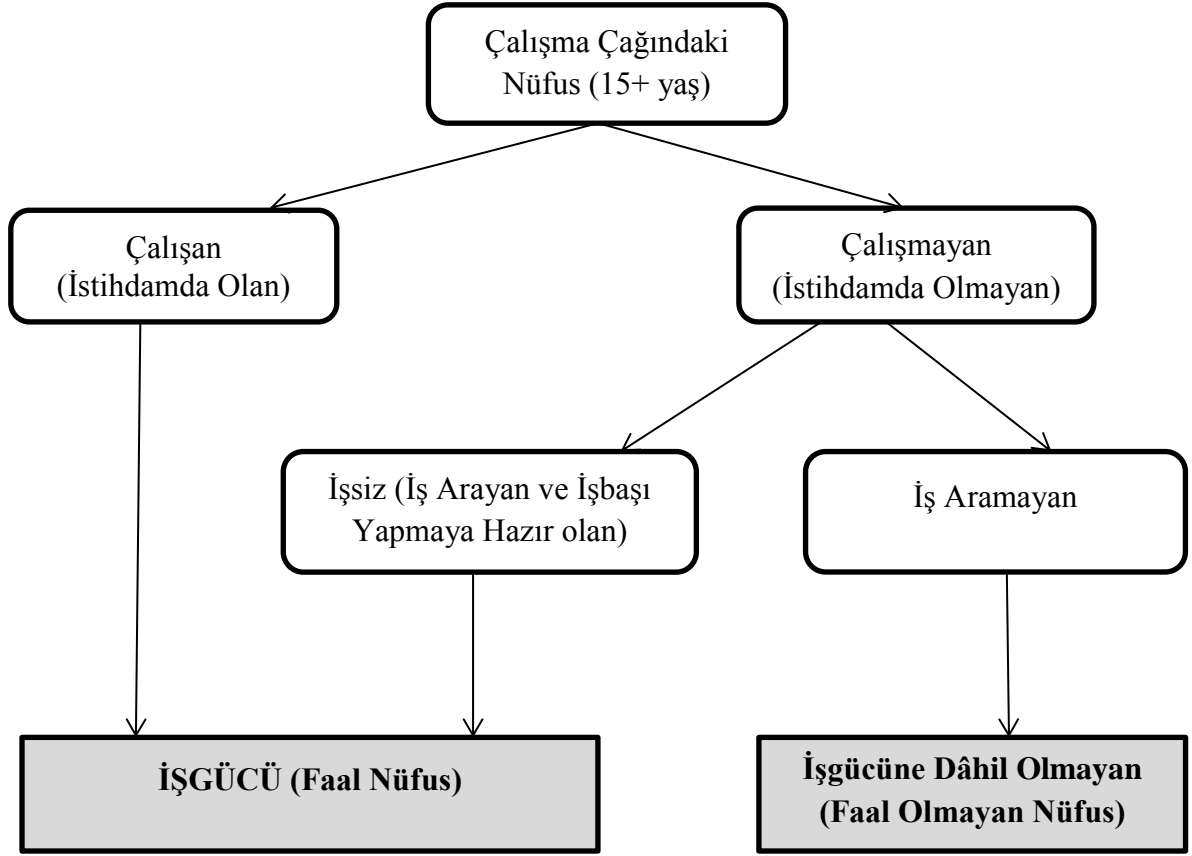 Çalışma Çağındaki
Nüfus (15+ yaş)
Çalışan
(İstihdamda Olan)
Çalışmayan
(İstihdamda Olmayan)
İşsiz (İş Arayan ve İşbaşı
Yapmaya Hazır olan)
İş Aramayan
İŞGÜCÜ (Faal Nüfus)
İşgücüne Dâhil Olmayan
(Faal Olmayan Nüfus)